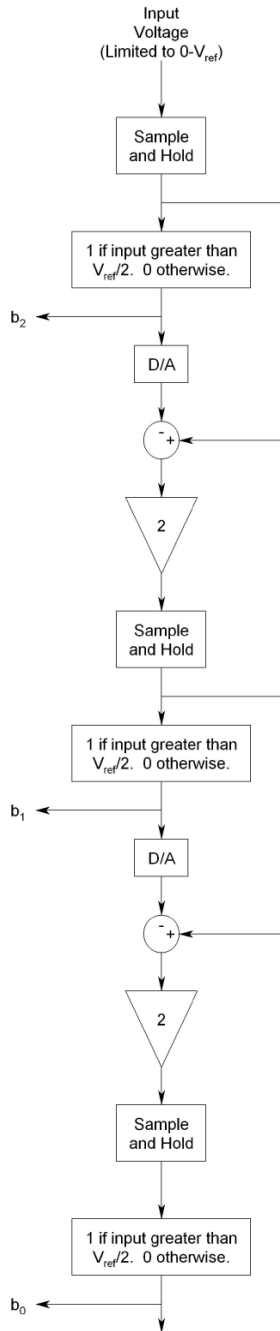 Input
Voltage
(Limited to 0-Vref)
Sample
and Hold
1 if input greater than
Vref/2. 0 otherwise.
b2
D/A
- +
2
Sample
and Hold
1 if input greater than
Vref/2. 0 otherwise.
b1
D/A
- +
2
Sample
and Hold
1 if input greater than
Vref/2. 0 otherwise.
b0